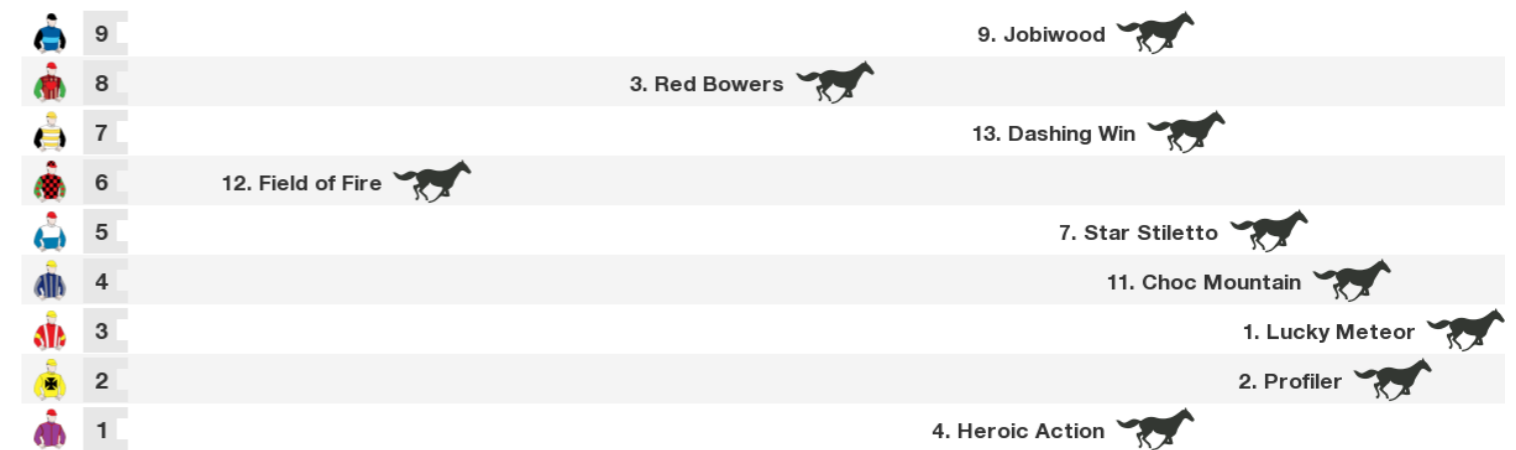 9 9. Jobiwood
8 3. Red Bowers
7 13. Dashing Win
6 12. Field of Fire
5 7. Star Stiletto
4 11. Choc Mountain
3 1. Lucky Meteor
2 2. Profiler
1 4. Heroic Action